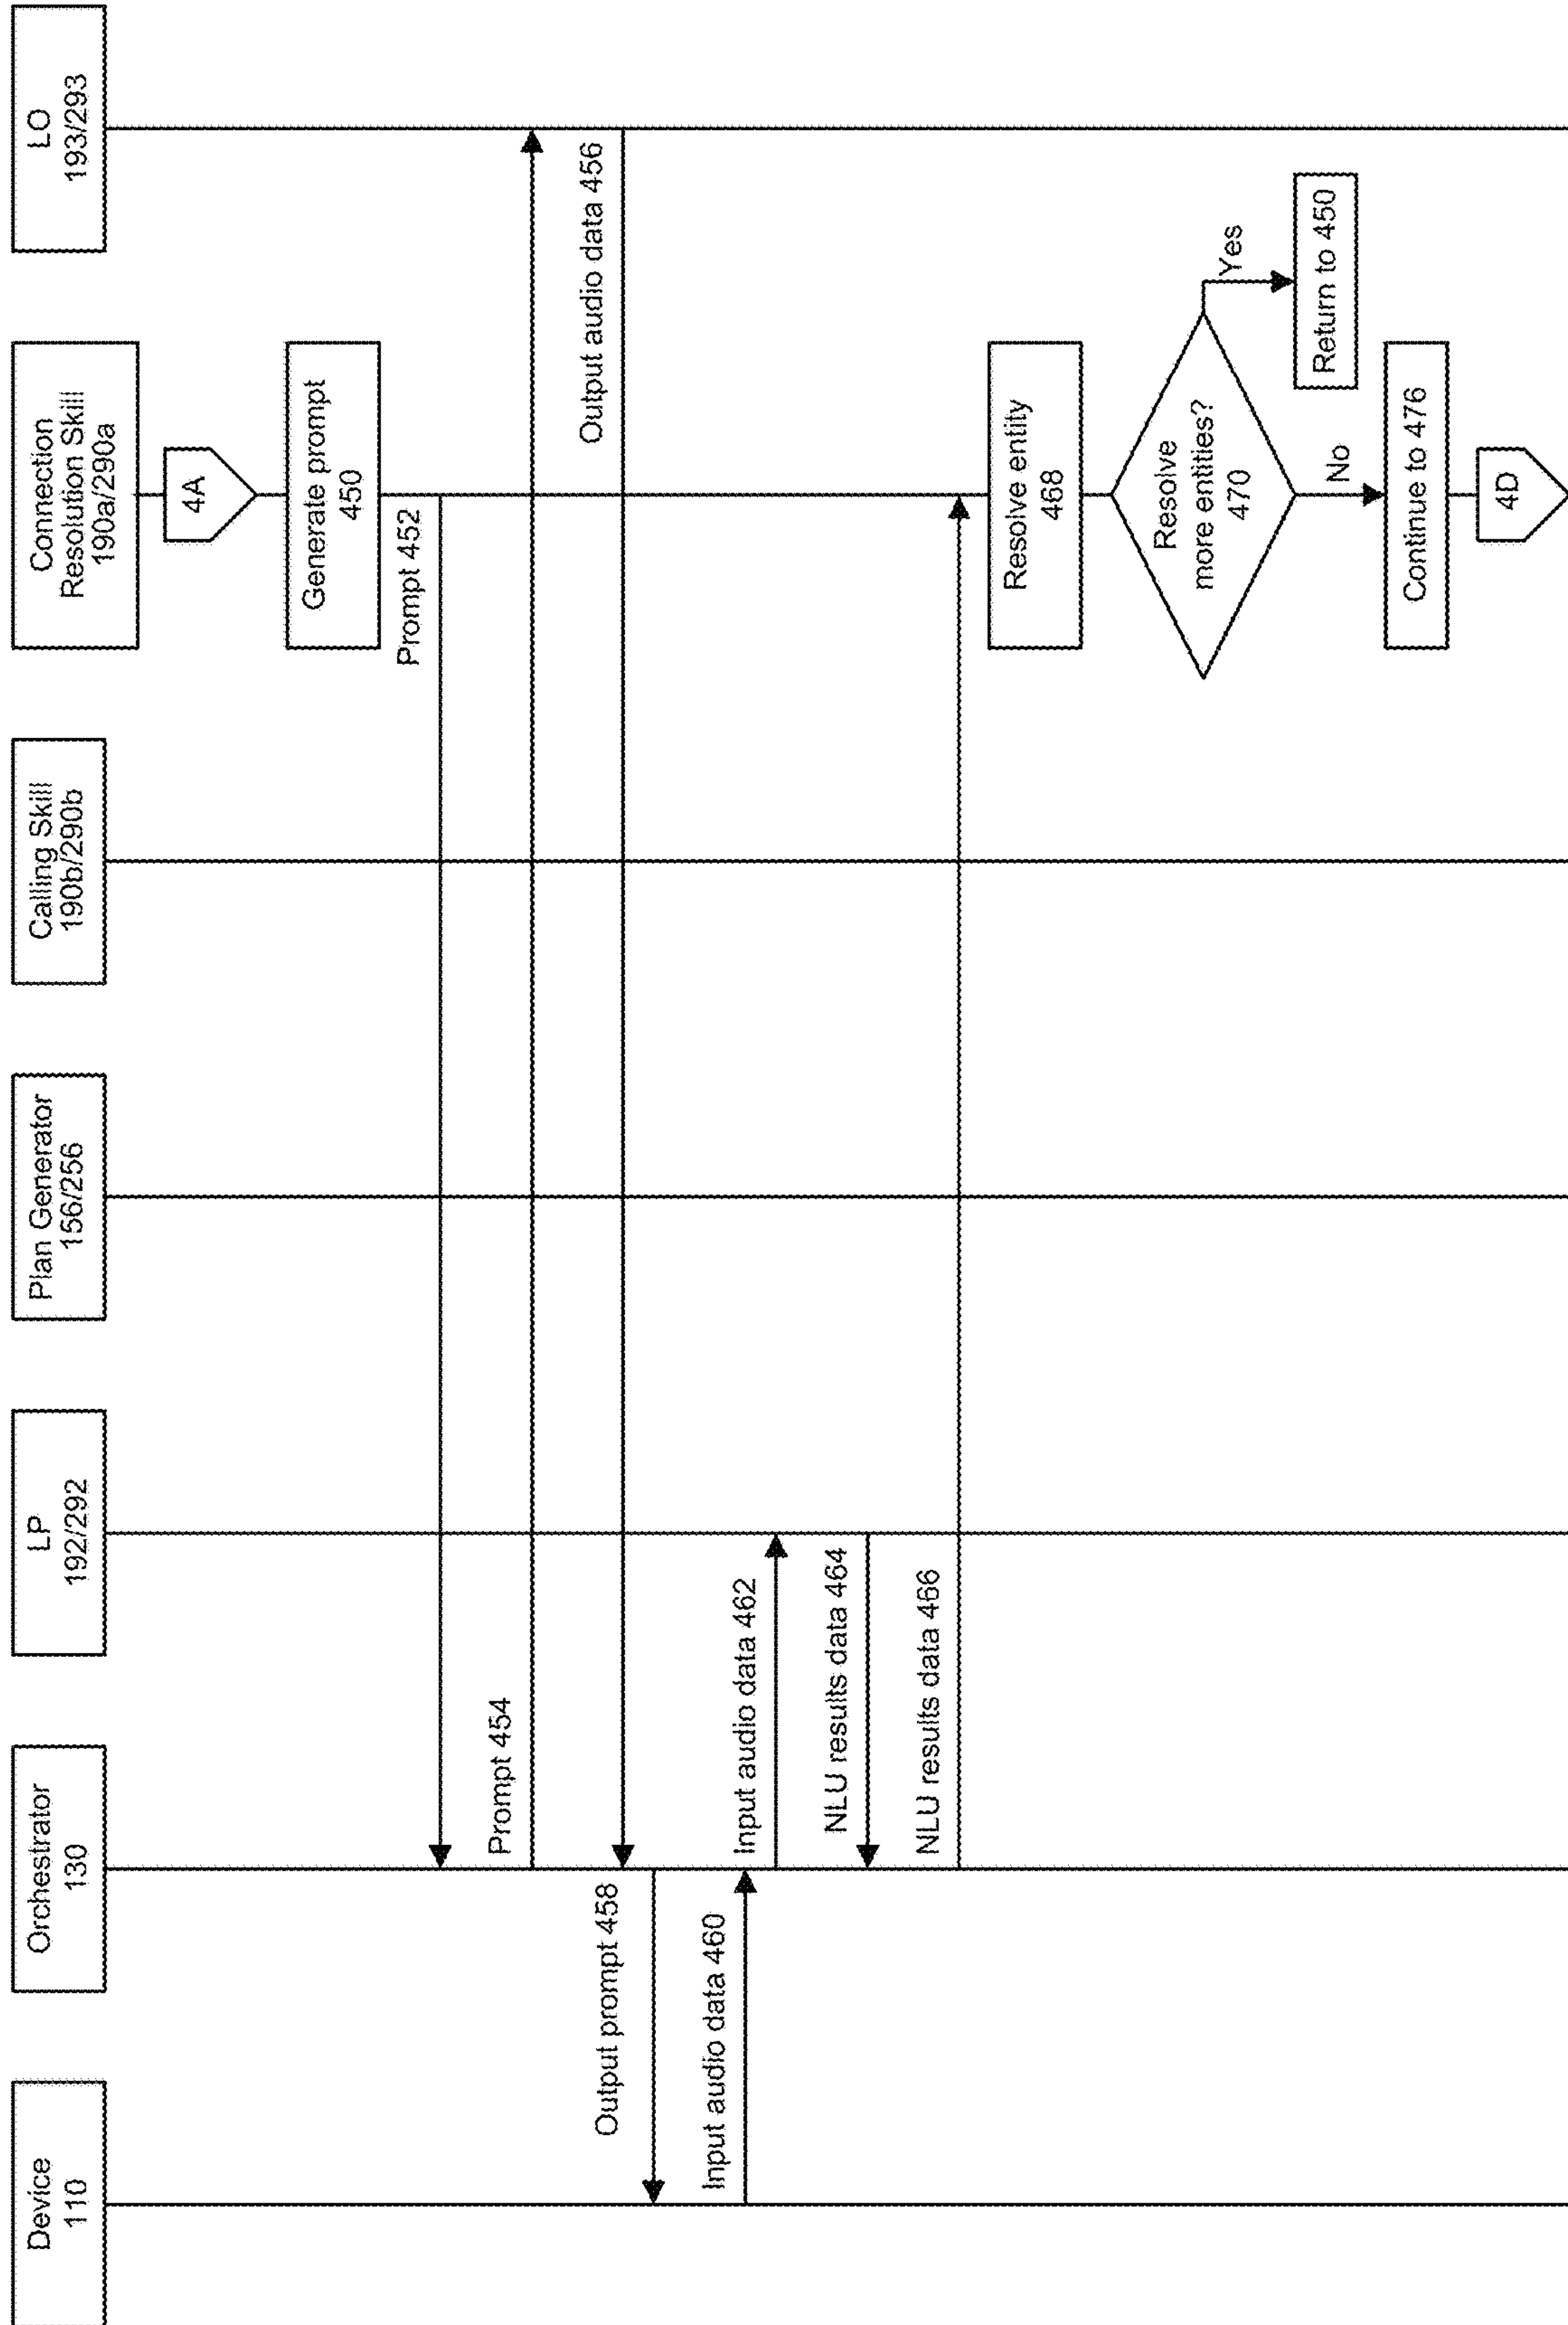 Device
110
Orchestrator
130
LP
192/292
Plan Generator
156/256
Calling Skill
190b/290b
Connection
Resolution Skill
190a/290a
LO
193/293
4A
Generate prompt
450
Prompt 452
Prompt 454
Output audio data 456
Output prompt 458
Input audio data 460
Input audio data 462
NLU results data 464
NLU results data 466
Resolve entity
468
Resolve
more entities?
470
Yes
Return to 450
No
Continue to 476
4D